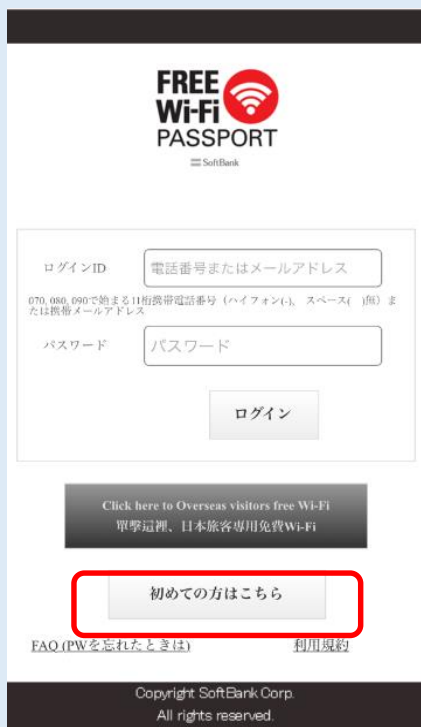 FREE
Wi-Fi
PASSPORT
SoftBank
ログインID
電話番号またはメールアドレス
070, 080, 090で始まる11桁携帯電話番号（ハイフォン(-)、スペース( )無）ま
たは携帯メールアドレス
パスワード
パスワード
ログイン
Click here to Overseas visitors free Wi-Fi
單擊這裡、日本旅客専用免費Wi-Fi
初めての方はこちら
FAQ (PWを忘れたときは) 利用規約
Copyright SoftBank Corp.
All rights reserved.